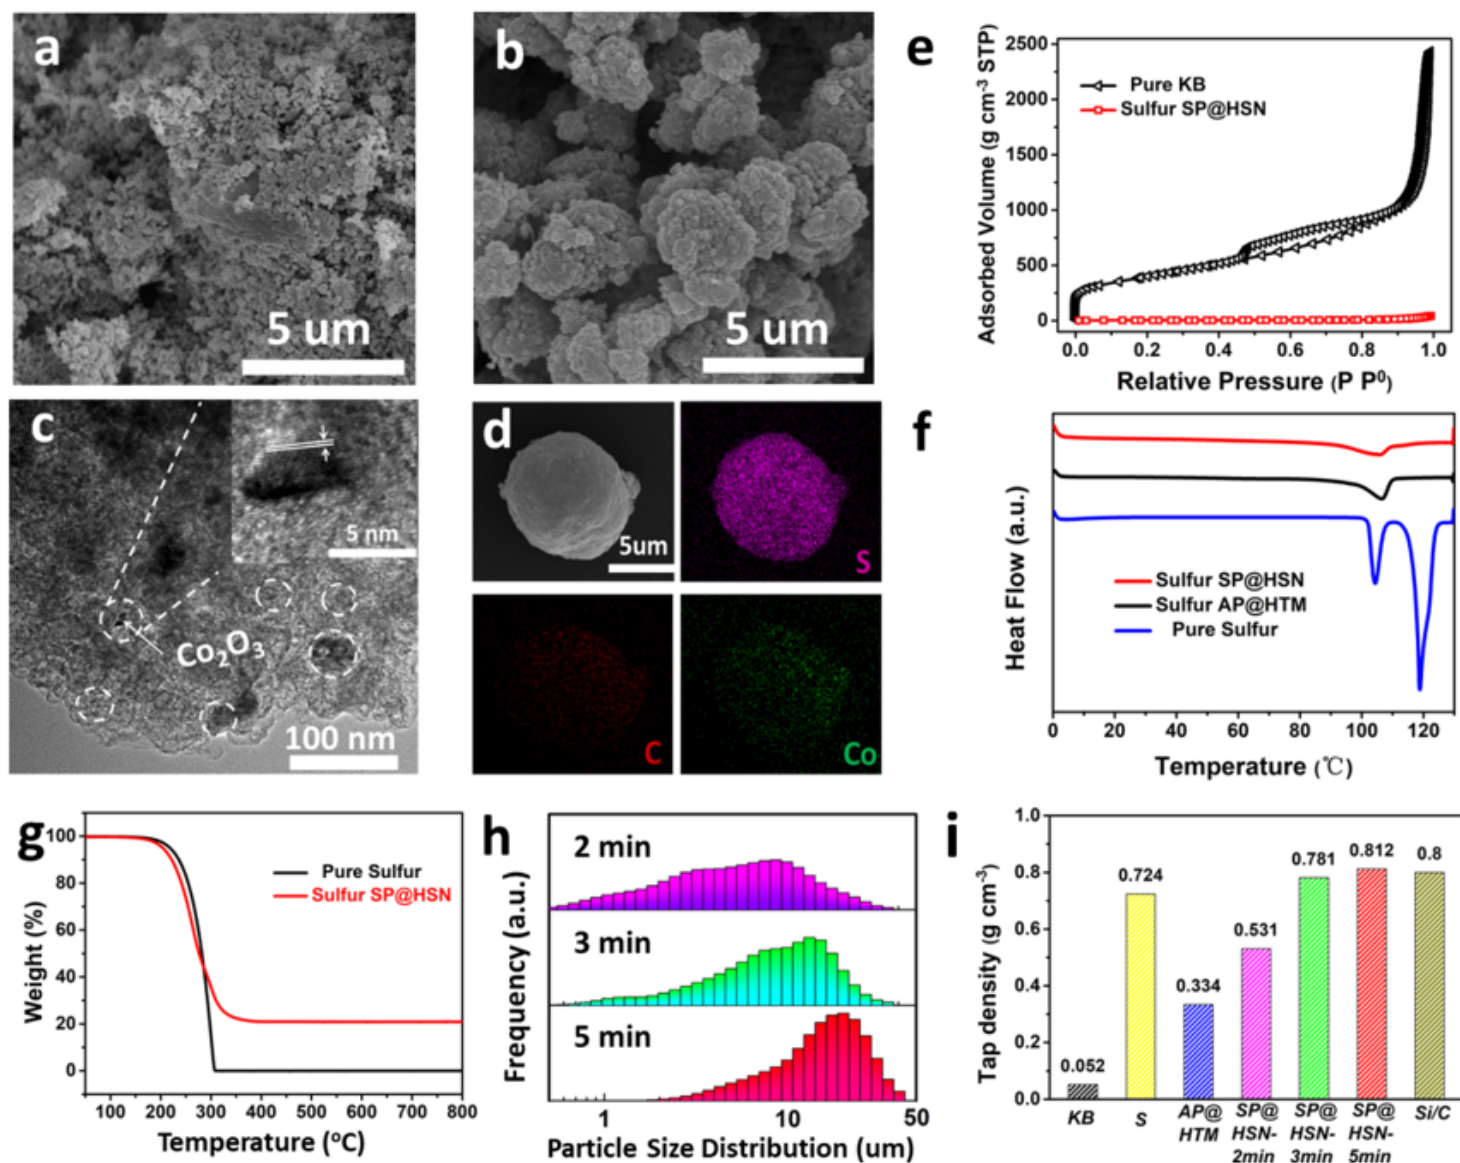 a
5 um
b
5 um
e
Adsorbed Volume (g cm⁻³ STP)
2500
2000
1500
1000
500
0
Pure KB
Sulfur SP@HSN
0.0 0.2 0.4 0.6 0.8 1.0
Relative Pressure (P P⁰)
c
5 nm
Co₂O₃
100 nm
d
5um
S
C
Co
f
Heat Flow (a.u.)
Sulfur SP@HSN
Sulfur AP@HTM
Pure Sulfur
0 20 40 60 80 100 120
Temperature (℃)
g
Weight (%)
100
80
60
40
20
0
Pure Sulfur
Sulfur SP@HSN
100 200 300 400 500 600 700 800
Temperature (°C)
h
Frequency (a.u.)
2 min
3 min
5 min
1 10 50
Particle Size Distribution (um)
i
Tap density (g cm⁻³)
1.0
0.8
0.6
0.4
0.2
0.0
0.052
0.724
0.334
0.531
0.781
0.812
0.8
KB
S
AP@
HTM
SP@
HSN-
2min
SP@
HSN-
3min
SP@
HSN-
5min
Si/C